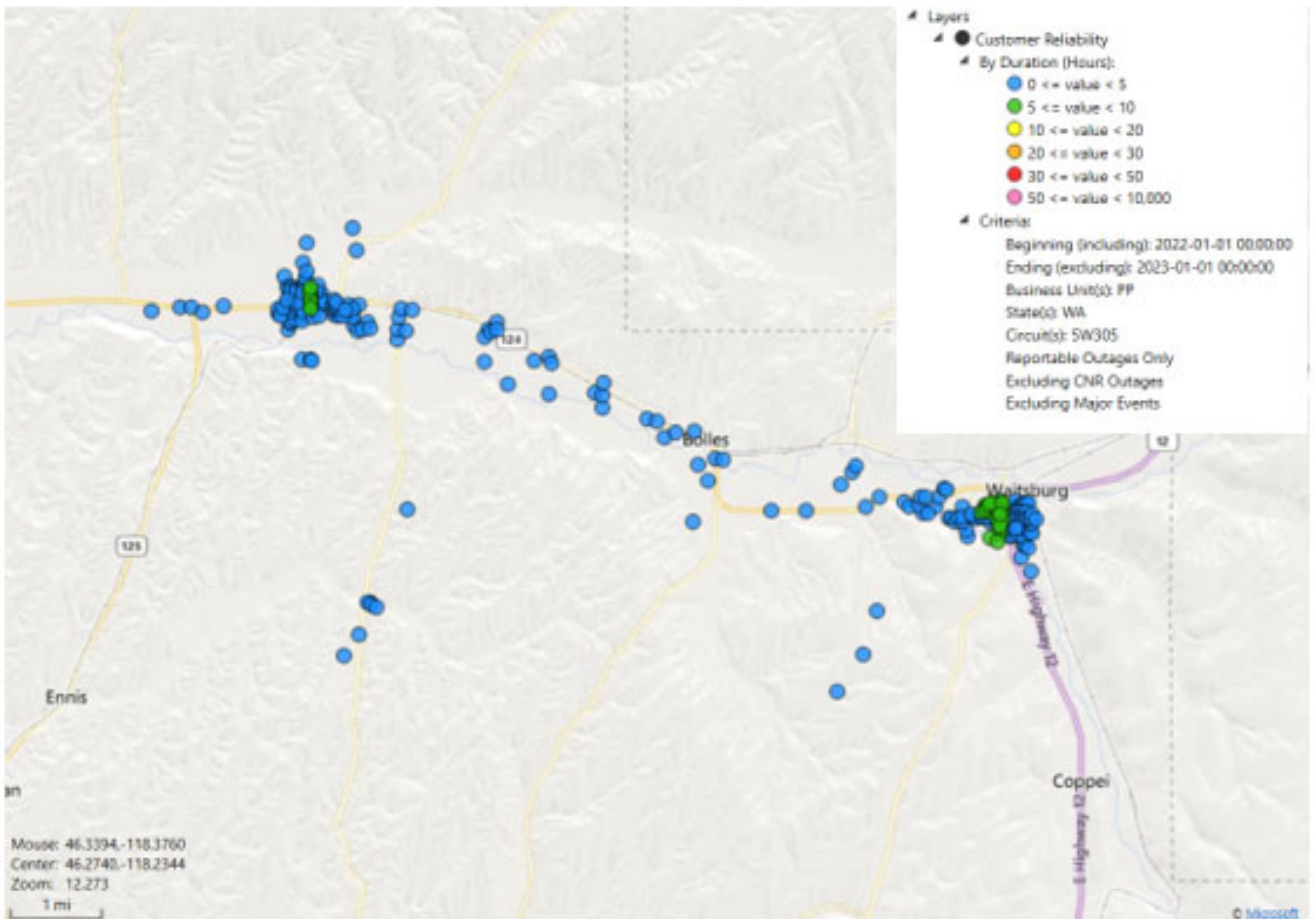 Layers
Customer Reliability
By Duration (Hours):
0 <= value < 5
5 <= value < 10
10 <= value < 20
20 <= value < 30
30 <= value < 50
50 <= value < 10,000
Criteria:
Beginning (including): 2022-01-01 00:00:00
Ending (excluding): 2023-01-01 00:00:00
Business Unit(s): PP
State(s): WA
Circuit(s): 5W305
Reportable Outages Only
Excluding CNR Outages
Excluding Major Events
124
Bolles
12
Waitsburg
125
E Highway 12
Ennis
Coppei
an
E Highway 12
Mouse: 46.3394,-118.3760
Center: 46.2740,-118.2344
Zoom: 12.273
1 mi
© Microsoft